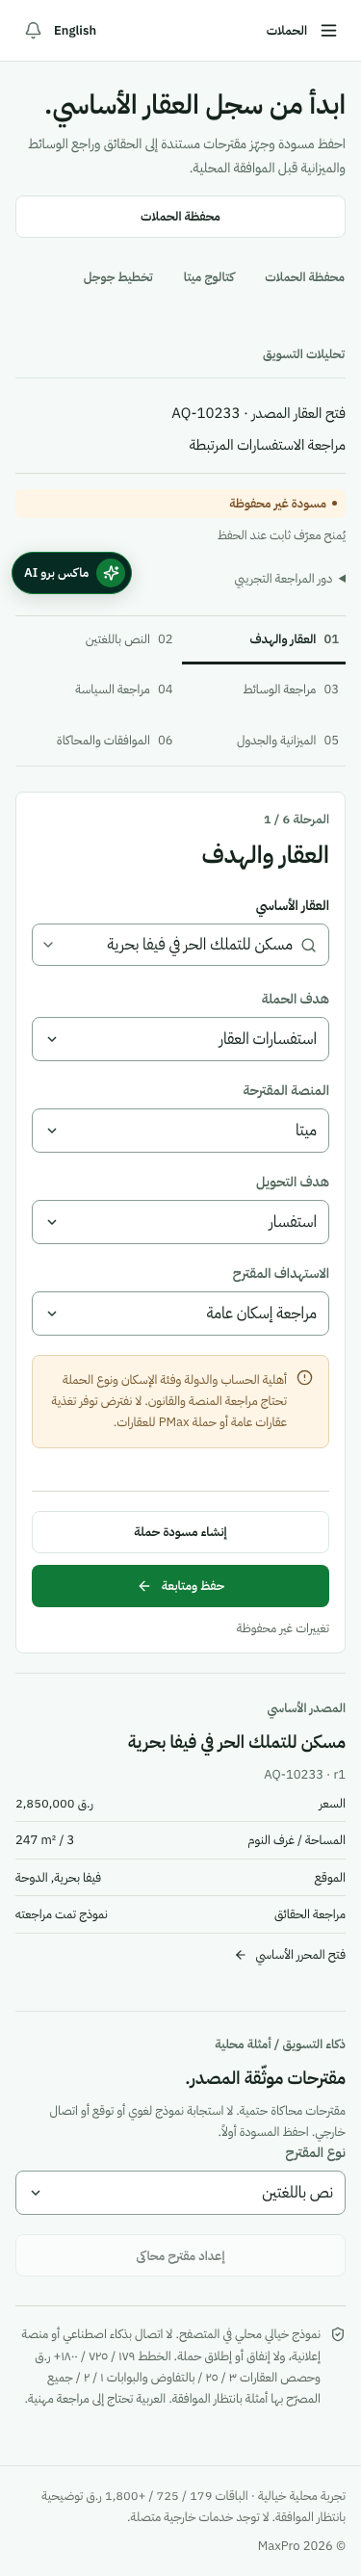 الحملات
English
ابدأ من سجل العقار الأساسي.
احفظ مسودة وجهّز مقترحات مستندة إلى الحقائق وراجع الوسائط
والميزانية قبل الموافقة المحلية.
محفظة الحملات
محفظة الحملات
كتالوج ميتا
تخطيط جوجل
تحليلات التسويق
فتح العقار المصدر · AQ-10233
مراجعة الاستفسارات المرتبطة
• مسودة غير محفوظة
يُمنح معرّف ثابت عند الحفظ
ماكس برو AI
دور المراجعة التجريبي
01 العقار والهدف
02 النص باللغتين
03 مراجعة الوسائط
04 مراجعة السياسة
05 الميزانية والجدول
06 الموافقات والمحاكاة
المرحلة 6 / 1
العقار والهدف
العقار الأساسي
مسكن للتملك الحر في فيفا بحرية
هدف الحملة
استفسارات العقار
المنصة المقترحة
ميتا
هدف التحويل
استفسار
الاستهداف المقترح
مراجعة إسكان عامة
أهلية الحساب والدولة وفئة الإسكان ونوع الحملة
تحتاج مراجعة المنصة والقانون. لا نفترض توفر تغذية
عقارات عامة أو حملة PMax للعقارات.
إنشاء مسودة حملة
حفظ ومتابعة
تغييرات غير محفوظة
المصدر الأساسي
مسكن للتملك الحر في فيفا بحرية
AQ-10233 · r1
السعر
ر.ق 2,850,000
المساحة / غرف النوم
247 m² / 3
الموقع
فيفا بحرية, الدوحة
مراجعة الحقائق
نموذج تمت مراجعته
فتح المحرر الأساسي
ذكاء التسويق / أمثلة محلية
مقترحات موثّقة المصدر.
مقترحات محاكاة حتمية. لا استجابة نموذج لغوي أو توقع أو اتصال
خارجي. احفظ المسودة أولاً.
نوع المقترح
نص باللغتين
إعداد مقترح محاكى
نموذج خيالي محلي في المتصفح. لا اتصال بذكاء اصطناعي أو منصة
إعلانية، ولا إنفاق أو إطلاق حملة. الخطط ١٧٩ / ٧٢٥ / ١٨٠٠+ ر.ق
وحصص العقارات ٣ / ٢٥ / بالتفاوض والبوابات ١ / ٢ / جميع
المصرّح بها أمثلة بانتظار الموافقة. العربية تحتاج إلى مراجعة مهنية.
تجربة محلية خيالية · الباقات 179 / 725 / +1,800 ر.ق توضيحية
بانتظار الموافقة. لا توجد خدمات خارجية متصلة.
© 2026 MaxPro